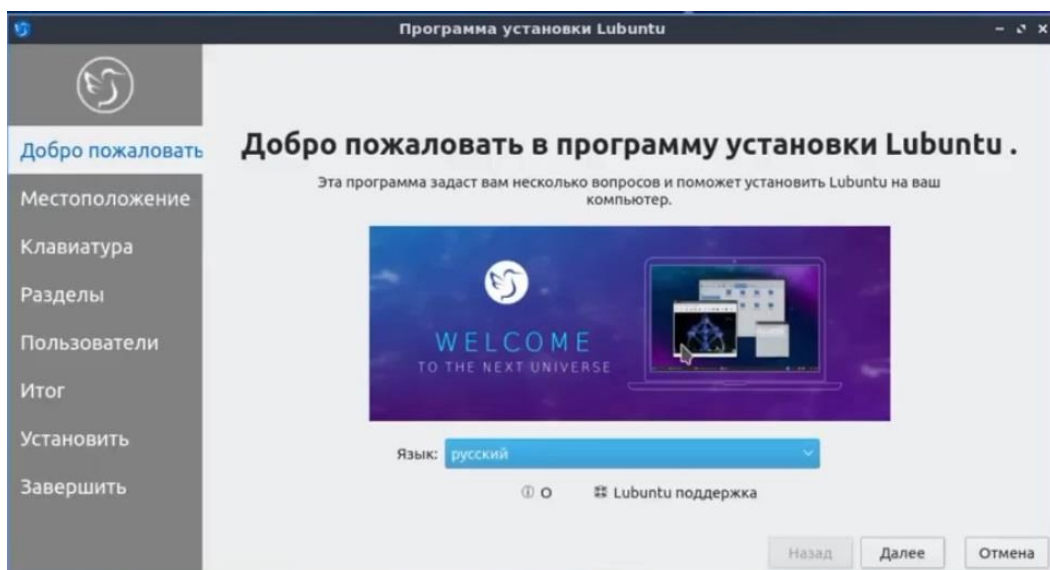 Программа установки Lubuntu
Добро пожаловать
Местоположение
Клавиатура
Разделы
Пользователи
Итог
Установить
Завершить
Добро пожаловать в программу установки Lubuntu .
Эта программа задаст вам несколько вопросов и поможет установить Lubuntu на ваш
компьютер.
WELCOME
TO THE NEXT UNIVERSE
Язык: русский
О Lubuntu поддержка
Назад Далее Отмена